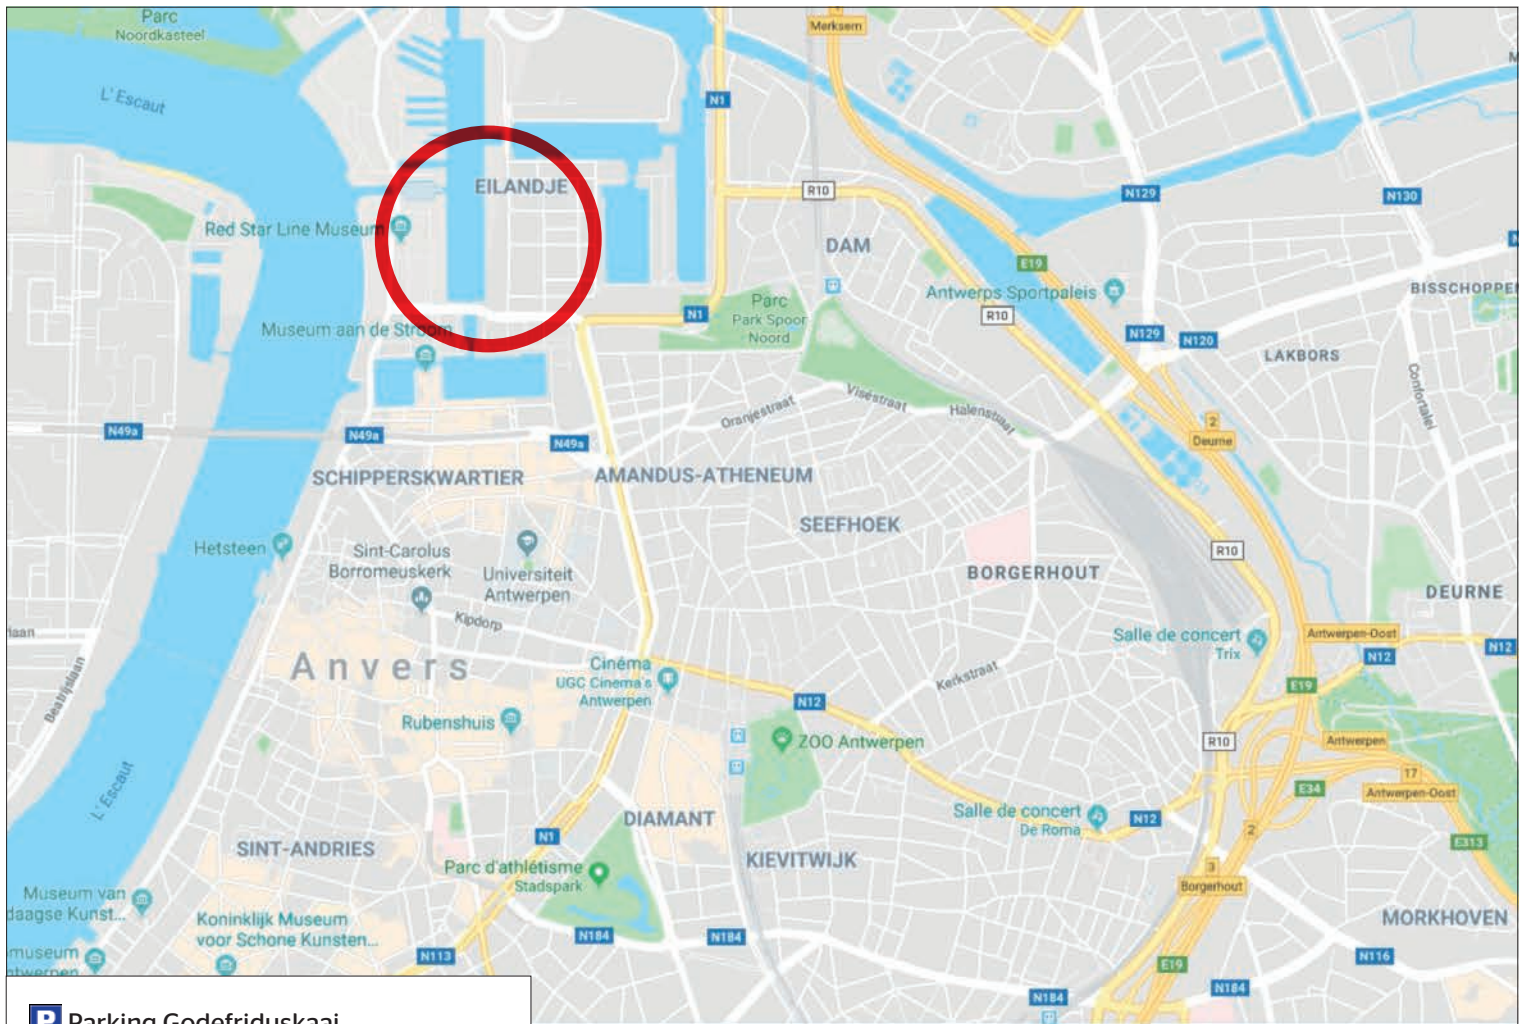 Parc
Noordkasteel
Merksem
L' Escaut
N1
EILANDJE
R10
N129
N130
Red Star Line Museum
DAM
E19
Antwerps Sportpaleis
BISSCHOPPEN
Parc
Park Spoor
Noord
N1
R10
Museum aan de Stroom
N129
N120
LAKBORS
Confortalei
Viséstraat
Oranjestraat
Halenstraat
N49a
N49a
N49a
2
Deurne
SCHIPPERSKWARTIER
AMANDUS-ATHENEUM
SEEFHOEK
Hetsteen
Sint-Carolus
Borromeuskerk
Universiteit
Antwerpen
R10
BORGERHOUT
DEURNE
Kipdorp
laan
Salle de concert
Trix
Antwerpen-Oost
N12
N12
Anvers
Cinéma
UGC Cinema's
Antwerpen
Kerkstraat
E19
Beatrijslaan
N12
Rubenshuis
ZOO Antwerpen
R10
Antwerpen
17
Antwerpen-Oost
L' Escaut
E34
Salle de concert
De Roma
N12
DIAMANT
2
N1
E313
SINT-ANDRIES
KIEVITWIJK
Parc d'athlétisme
Stadspark
3
Borgerhout
Museum van
daagse Kunst...
Koninklijk Museum
voor Schone Kunsten...
MORKHOVEN
N184
N184
N113
museum
ntwerpen
N116
E19
N184
N184
P Parking Godefriduskaai